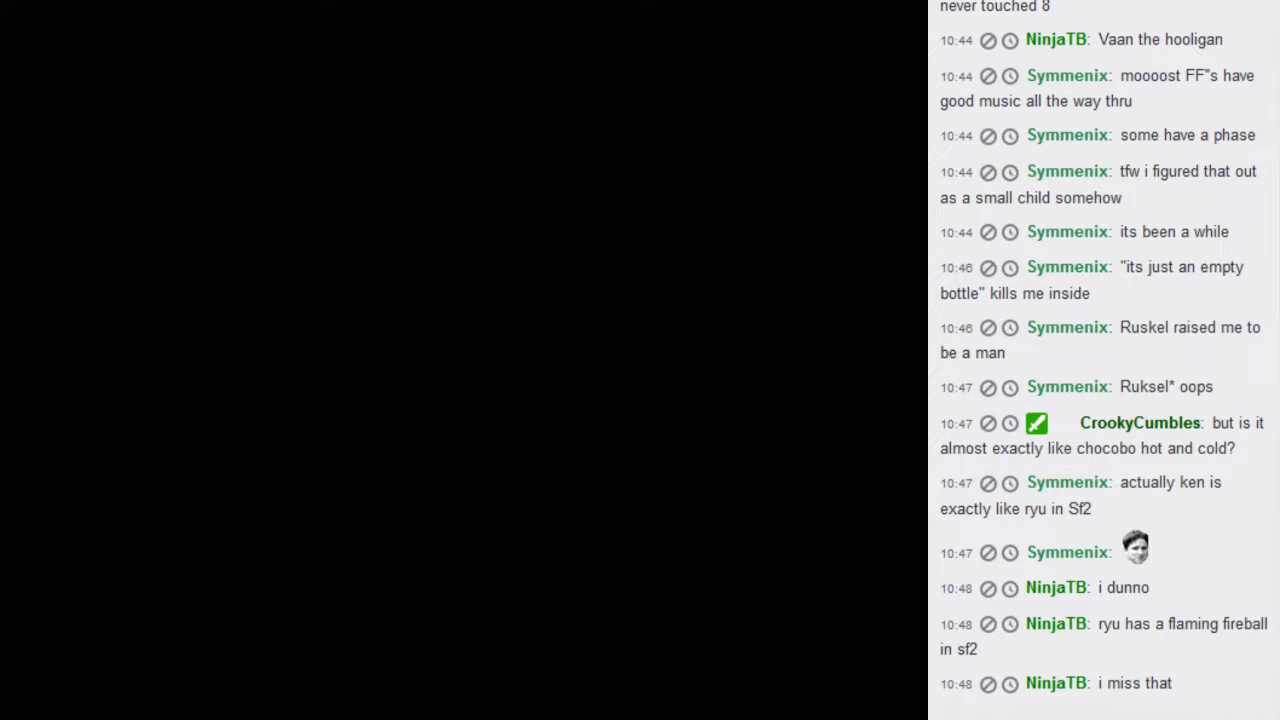 never touched 8
10:44 NinjaTB: Vaan the hooligan
10:44 Symmenix: moooost FF"s have
good music all the way thru
10:44 Symmenix: some have a phase
10:44 Symmenix: tfw i figured that out
as a small child somehow
10:44 Symmenix: its been a while
10:46 Symmenix: "its just an empty
bottle" kills me inside
10:46 Symmenix: Ruskel raised me to
be a man
10:47 Symmenix: Ruksel* oops
10:47 CrookyCumbles: but is it
almost exactly like chocobo hot and cold?
10:47 Symmenix: actually ken is
exactly like ryu in Sf2
10:47 Symmenix:
10:48 NinjaTB: i dunno
10:48 NinjaTB: ryu has a flaming fireball
in sf2
10:48 NinjaTB: i miss that